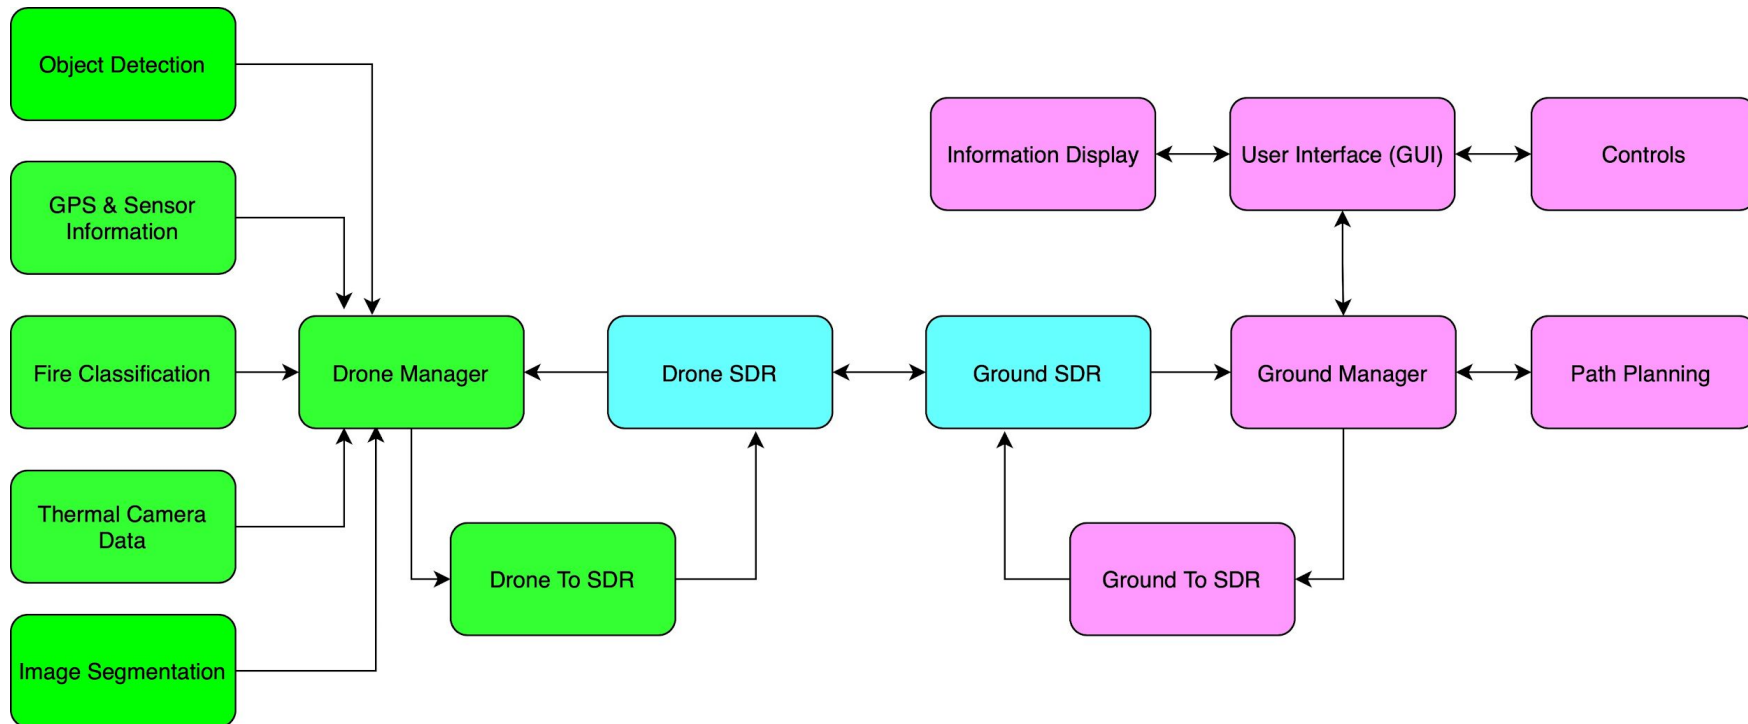 Object Detection
GPS & Sensor
Information
Fire Classification
Thermal Camera
Data
Image Segmentation
Drone Manager
Drone To SDR
Drone SDR
Ground SDR
Ground To SDR
Ground Manager
Path Planning
Information Display
User Interface (GUI)
Controls